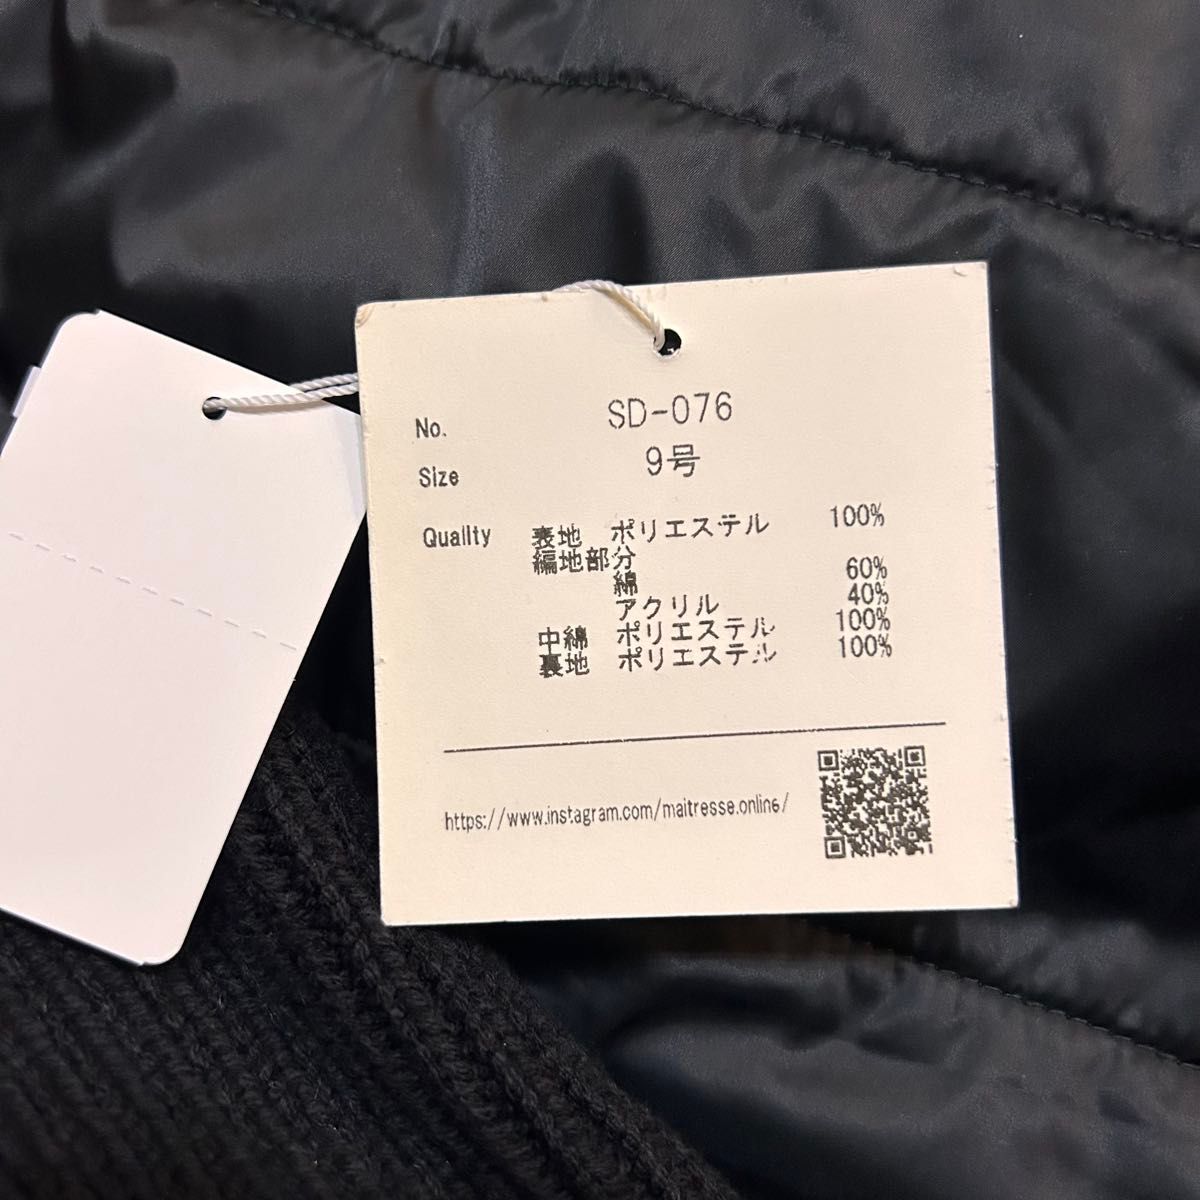 No. SD-076
Size 9号
Quality 表地 ポリエステル 100%
編地部分
綿 60%
アクリル 40%
中綿 ポリエステル 100%
裏地 ポリエステル 100%
https://www.instagram.com/maitresse.online/